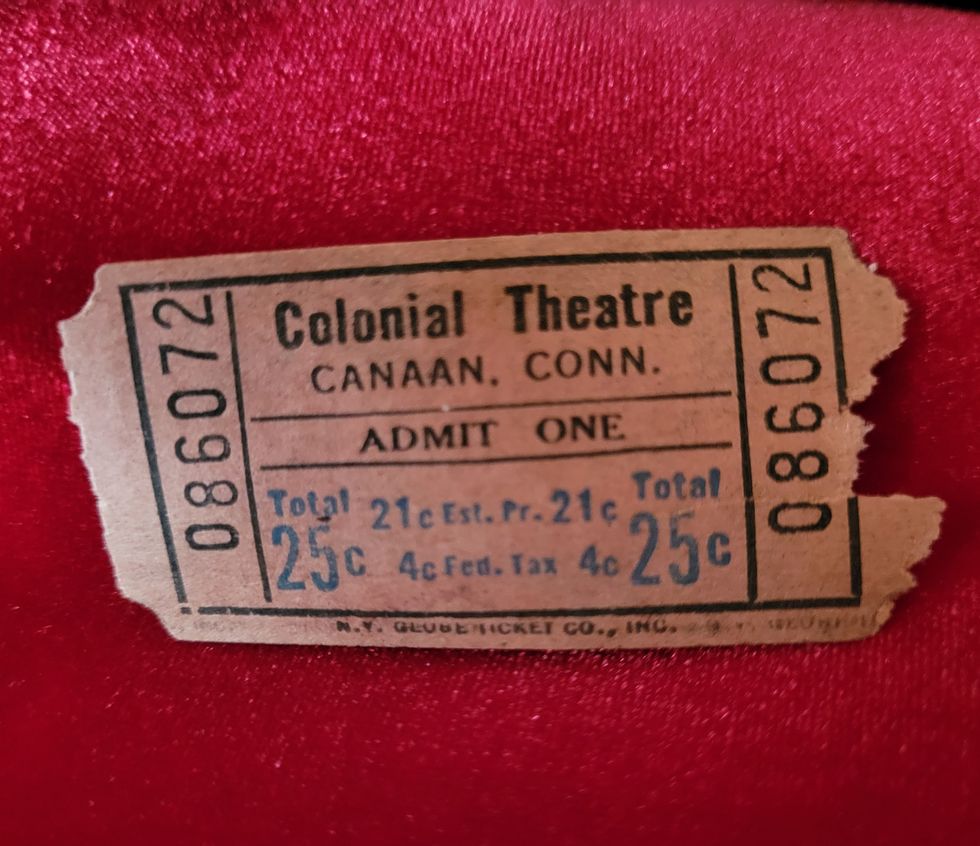 086072
Colonial Theatre
CANAAN, CONN.
ADMIT ONE
Total 21c Est. Pr. 21c Total
25c 4c Fed. Tax 4c 25c
N.Y. GLOBE TICKET CO., INC.
086072